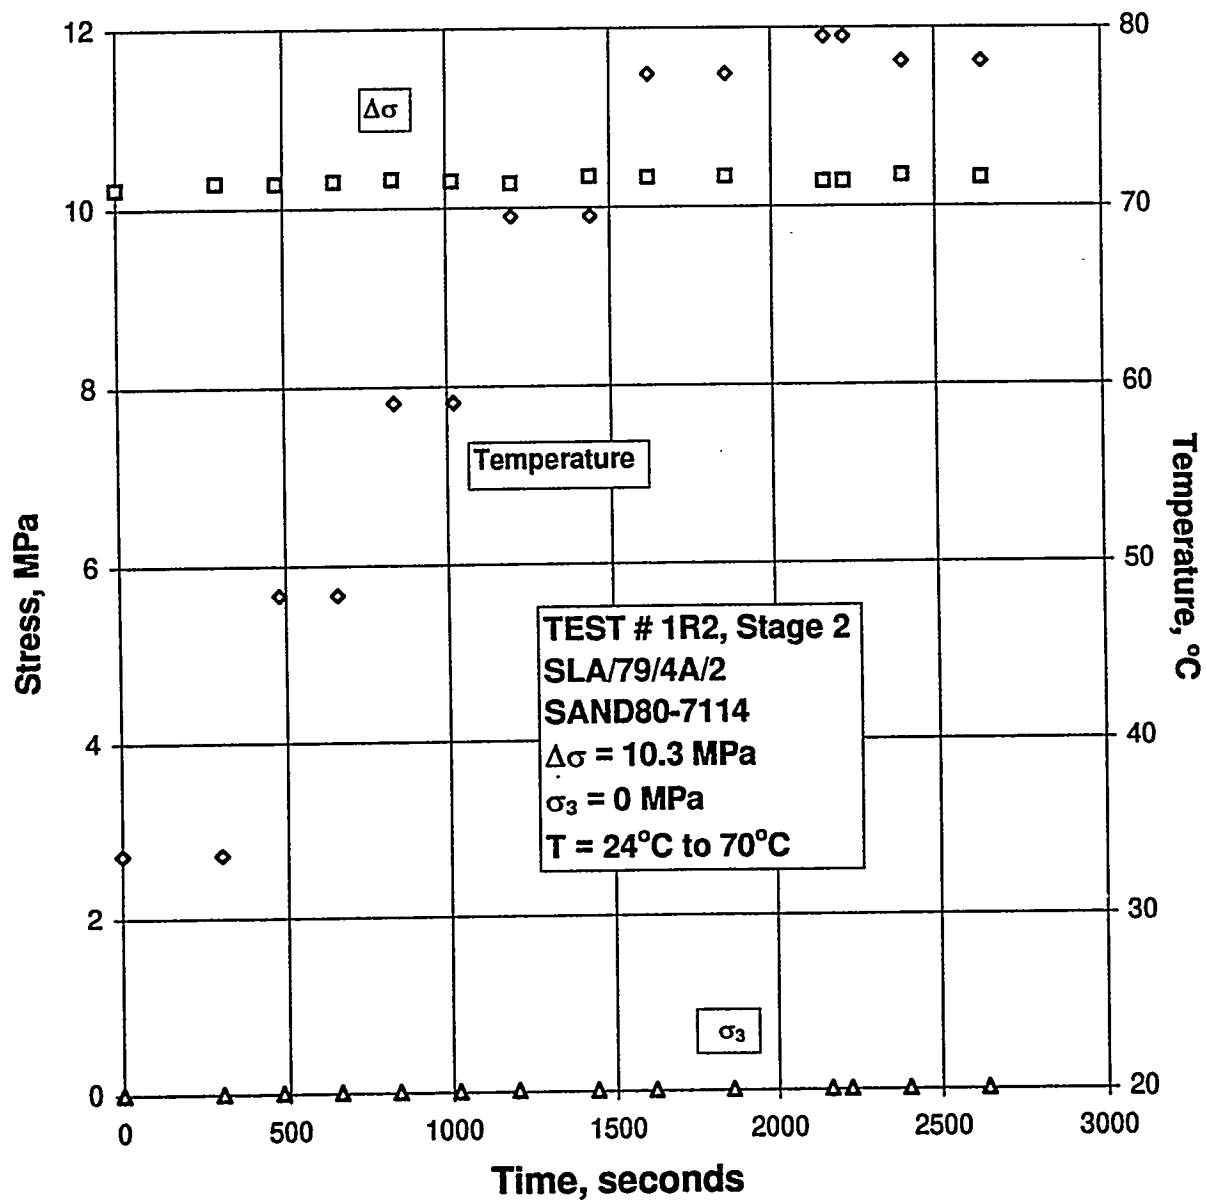 12
10
8
6
4
2
0
Stress, MPa
80
70
60
50
40
30
20
Temperature, °C
Δσ
Temperature
TEST # 1R2, Stage 2
SLA/79/4A/2
SAND80-7114
Δσ = 10.3 MPa
σ₃ = 0 MPa
T = 24°C to 70°C
σ₃
0 500 1000 1500 2000 2500 3000
Time, seconds